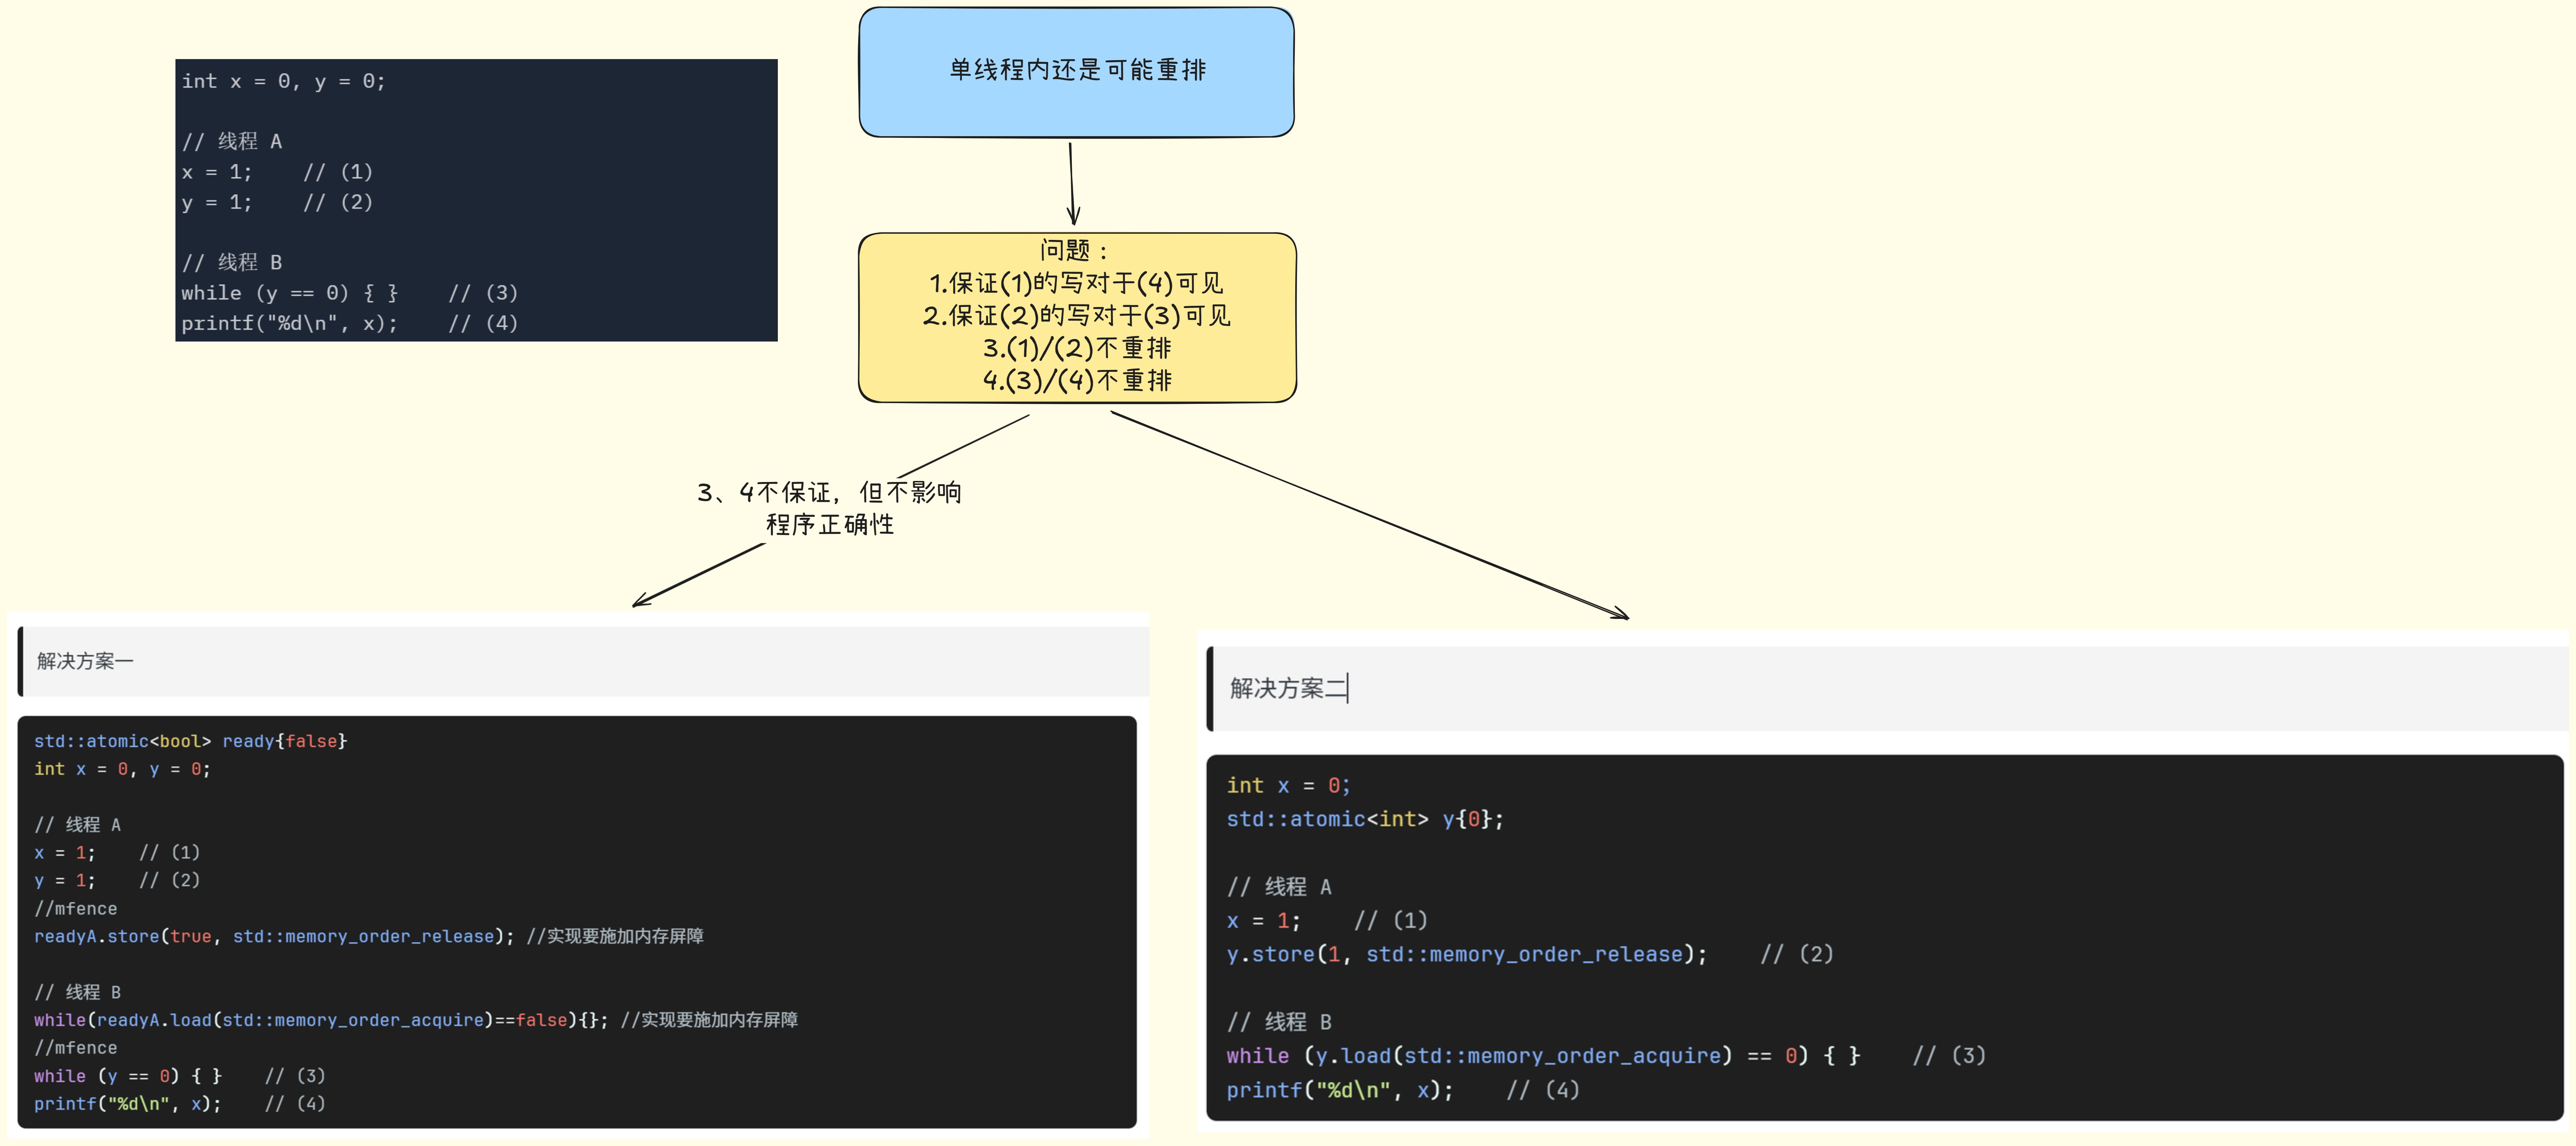 int x = 0, y = 0;
// 线程 A
x = 1;    // (1)
y = 1;    // (2)
// 线程 B
while (y == 0) { }    // (3)
printf("%d\n", x);    // (4)
单线程内还是可能重排
问题：
1.保证(1)的写对于(4)可见
2.保证(2)的写对于(3)可见
3.(1)/(2)不重排
4.(3)/(4)不重排
3、4不保证，但不影响
程序正确性
解决方案一
std::atomic<bool> ready{false}
int x = 0, y = 0;
// 线程 A
x = 1;    // (1)
y = 1;    // (2)
//mfence
readyA.store(true, std::memory_order_release); //实现要施加内存屏障
// 线程 B
while(readyA.load(std::memory_order_acquire)==false){}; //实现要施加内存屏障
//mfence
while (y == 0) { }    // (3)
printf("%d\n", x);    // (4)
解决方案二
int x = 0;
std::atomic<int> y{0};
// 线程 A
x = 1;    // (1)
y.store(1, std::memory_order_release);    // (2)
// 线程 B
while (y.load(std::memory_order_acquire) == 0) { }    // (3)
printf("%d\n", x);    // (4)